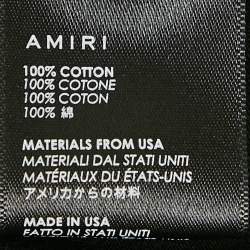 AMIRI
100% COTTON
100% COTONE
100% COTON
100% 綿
MATERIALS FROM USA
MATERIALI DAL STATI UNITI
MATÉRIAUX DU ÉTATS-UNIS
アメリカからの材料
MADE IN USA
FATTO IN STATI UNITI